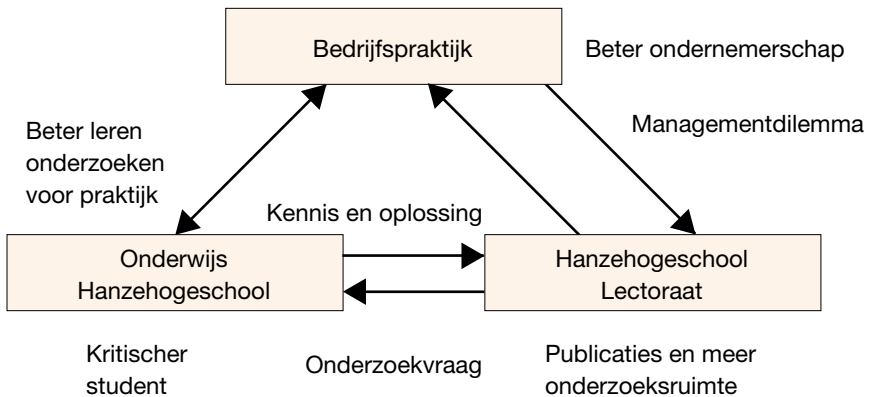 Bedrijfspraktijk
Beter ondernemerschap
Managementdilemma
Beter leren
onderzoeken
voor praktijk
Kennis en oplossing
Onderwijs
Hanzehogeschool
Hanzehogeschool
Lectoraat
Kritischer
student
Onderzoekvraag
Publicaties en meer
onderzoeksruimte